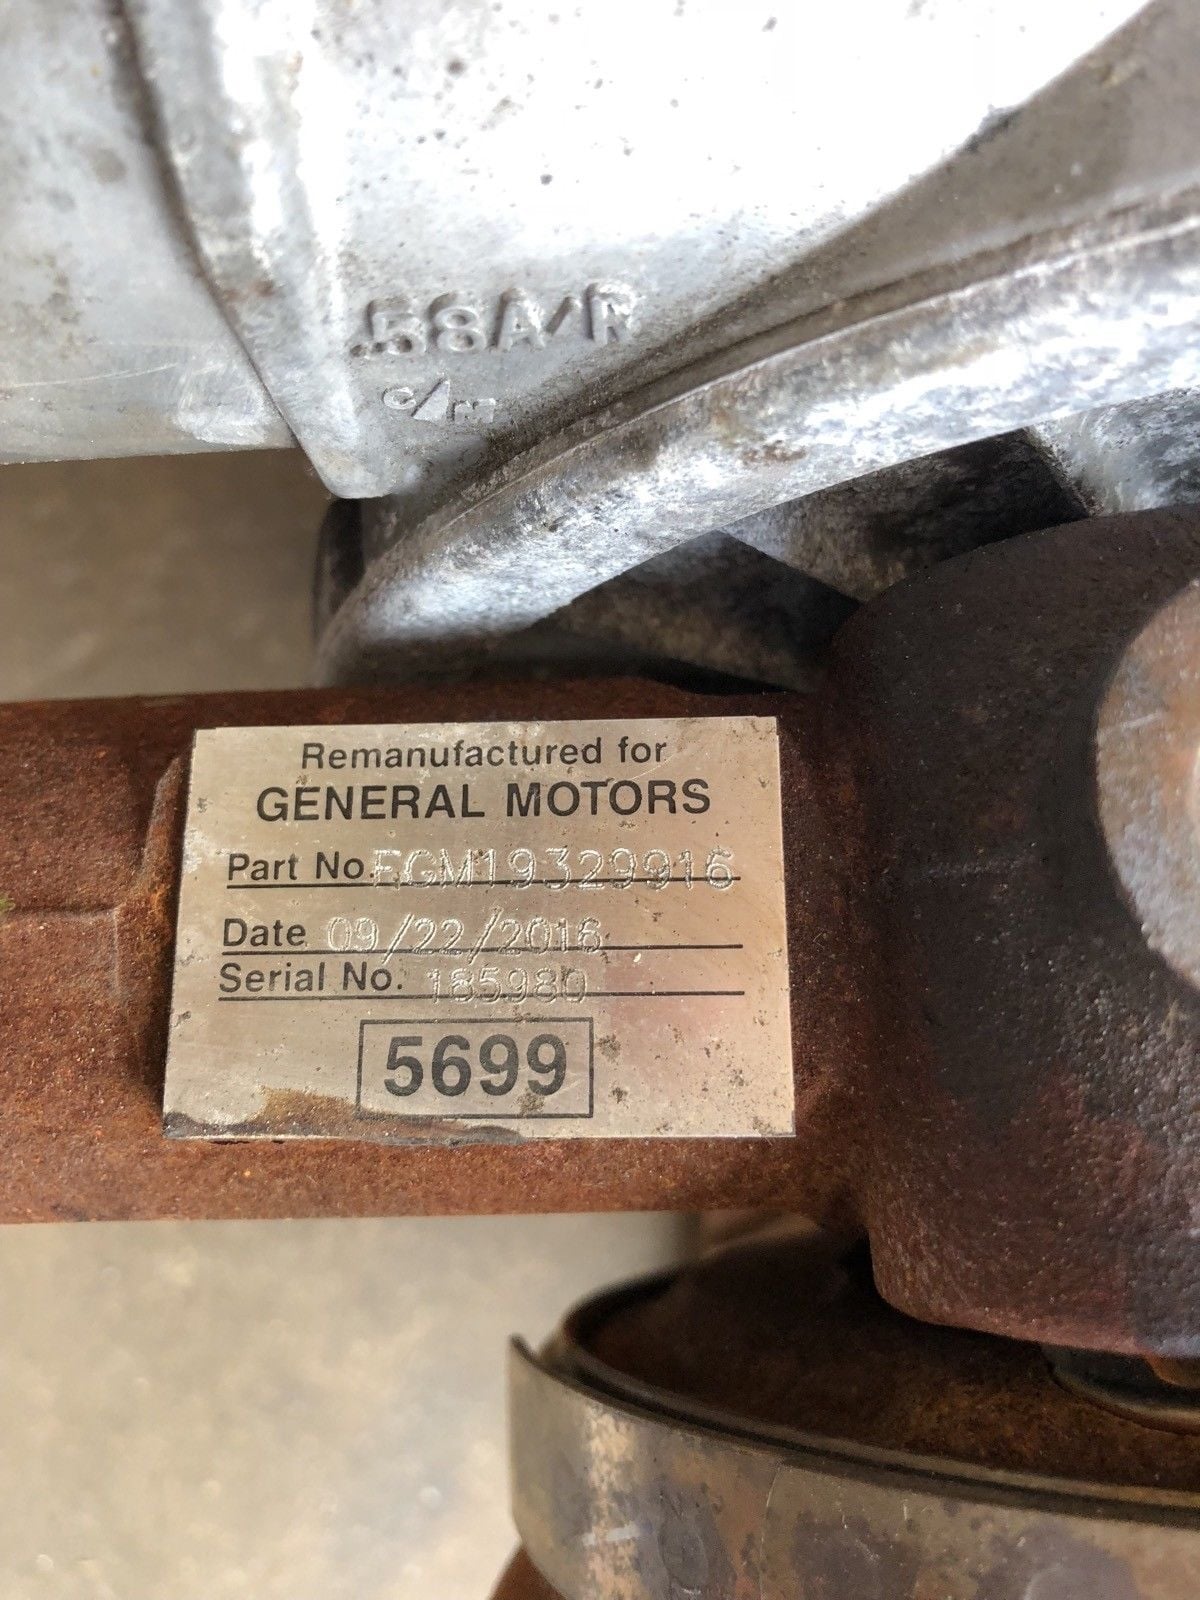 .58A/R
Remanufactured for
GENERAL MOTORS
Part No. EGM19329916
Date 09/22/2016
Serial No. 185980
5699